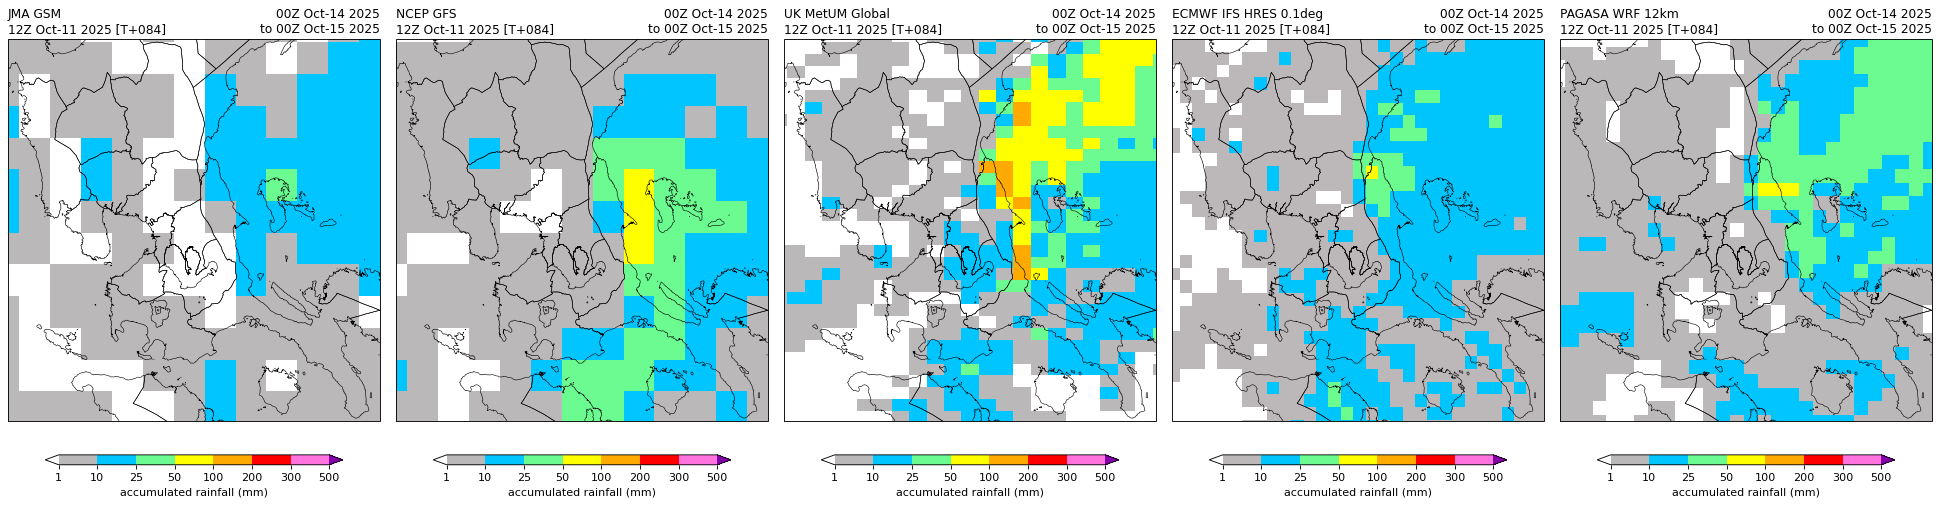 JMA GSM 00Z Oct-14 2025
12Z Oct-11 2025 [T+084] to 00Z Oct-15 2025
NCEP GFS 00Z Oct-14 2025
12Z Oct-11 2025 [T+084] to 00Z Oct-15 2025
UK MetUM Global 00Z Oct-14 2025
12Z Oct-11 2025 [T+084] to 00Z Oct-15 2025
ECMWF IFS HRES 0.1deg 00Z Oct-14 2025
12Z Oct-11 2025 [T+084] to 00Z Oct-15 2025
PAGASA WRF 12km 00Z Oct-14 2025
12Z Oct-11 2025 [T+084] to 00Z Oct-15 2025
1 10 25 50 100 200 300 500
accumulated rainfall (mm)
1 10 25 50 100 200 300 500
accumulated rainfall (mm)
1 10 25 50 100 200 300 500
accumulated rainfall (mm)
1 10 25 50 100 200 300 500
accumulated rainfall (mm)
1 10 25 50 100 200 300 500
accumulated rainfall (mm)